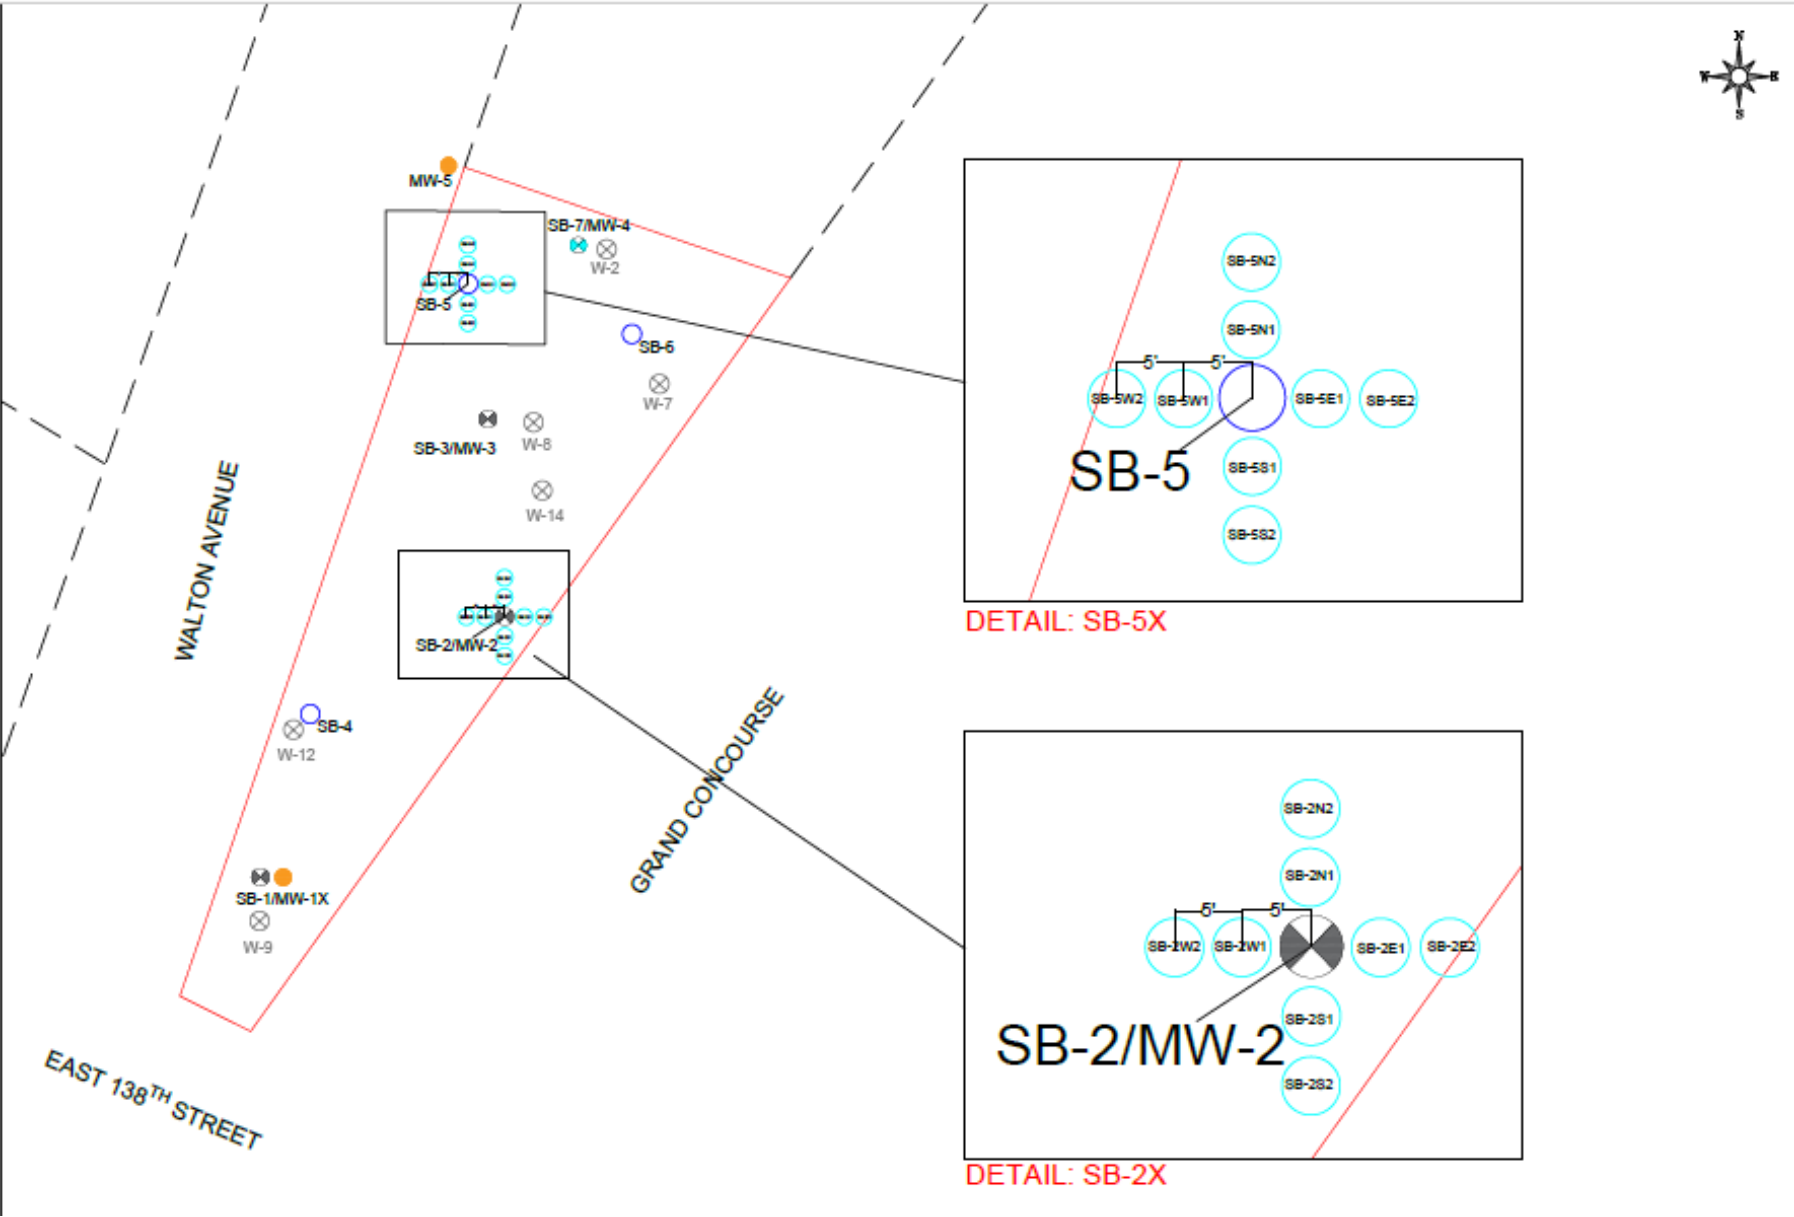 N
W
E
S
MW-5
SB-7/MW-4
W-2
SB-5
SB-6
W-7
SB-3/MW-3
W-8
W-14
WALTON AVENUE
SB-2/MW-2
SB-4
W-12
GRAND CONCOURSE
SB-1/MW-1X
W-9
EAST 138TH STREET
SB-5N2
SB-5N1
5'
5'
SB-5W2
SB-5W1
SB-5E1
SB-5E2
SB-5
SB-5S1
SB-5S2
DETAIL: SB-5X
SB-2N2
SB-2N1
5'
5'
SB-2W2
SB-2W1
SB-2E1
SB-2E2
SB-2S1
SB-2/MW-2
SB-2S2
DETAIL: SB-2X